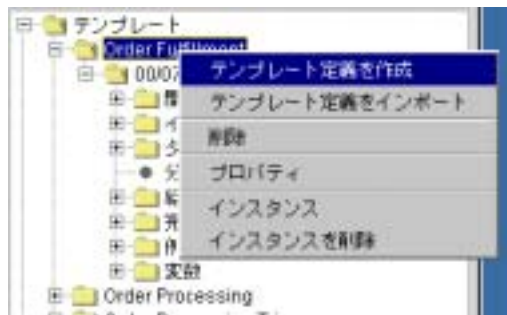 テンプレート
Order Fulfillment
00/07
テンプレート定義を作成
テンプレート定義をインポート
削除
プロパティ
インスタンス
インスタンスを削除
変数
Order Processing